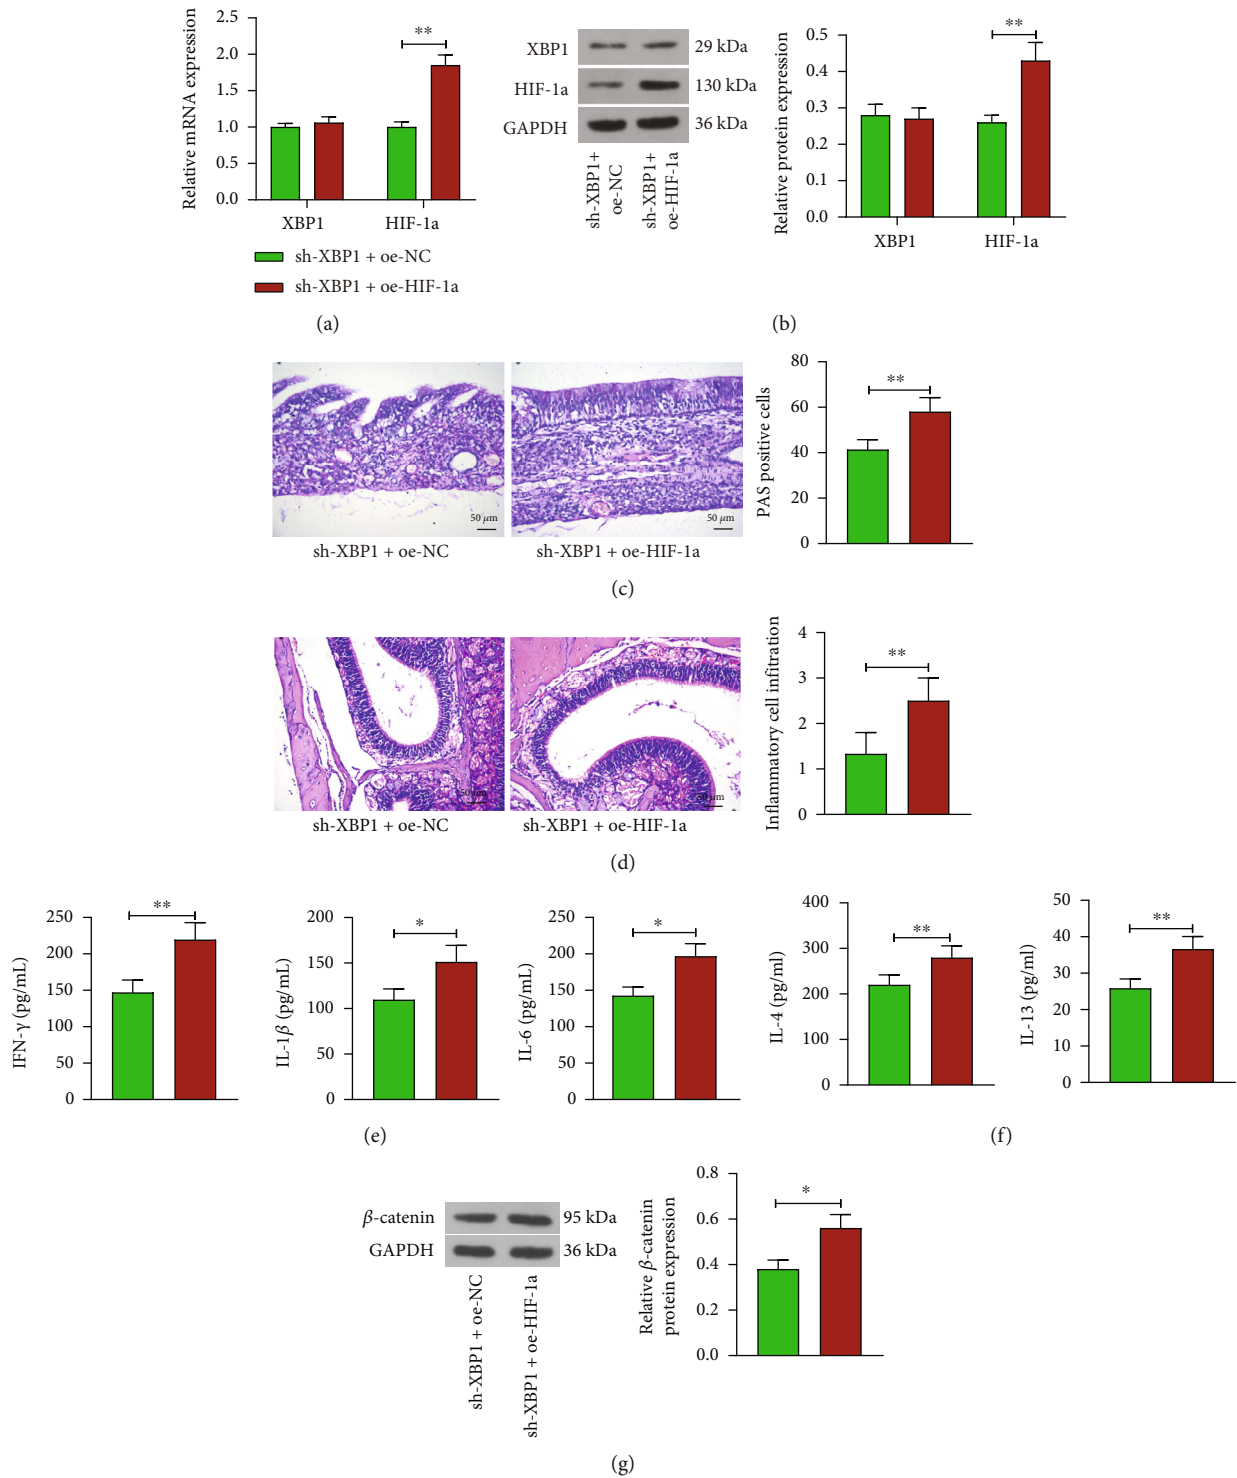 Relative mRNA expression
2.5
2.0
1.5
1.0
0.5
0.0
**
XBP1
HIF-1a
sh-XBP1 + oe-NC
sh-XBP1 + oe-HIF-1a
(a)
XBP1
29 kDa
HIF-1a
130 kDa
GAPDH
36 kDa
sh-XBP1+
oe-NC
sh-XBP1+
oe-HIF-1a
Relative protein expression
0.5
0.4
0.3
0.2
0.1
0.0
**
XBP1
HIF-1a
(b)
50 μm
50 μm
sh-XBP1 + oe-NC
sh-XBP1 + oe-HIF-1a
PAS positive cells
80
60
40
20
0
**
(c)
50 μm
50 μm
sh-XBP1 + oe-NC
sh-XBP1 + oe-HIF-1a
Inflammatory cell infitration
4
3
2
1
0
**
(d)
IFN-γ (pg/mL)
250
200
150
100
50
0
**
IL-1β (pg/mL)
200
150
100
50
0
*
IL-6 (pg/mL)
250
200
150
100
50
0
*
(e)
IL-4 (pg/ml)
400
300
200
100
0
**
IL-13 (pg/ml)
50
40
30
20
10
0
**
(f)
β-catenin
95 kDa
GAPDH
36 kDa
sh-XBP1 + oe-NC
sh-XBP1 + oe-HIF-1a
Relative β-catenin
protein expression
0.8
0.6
0.4
0.2
0.0
*
(g)